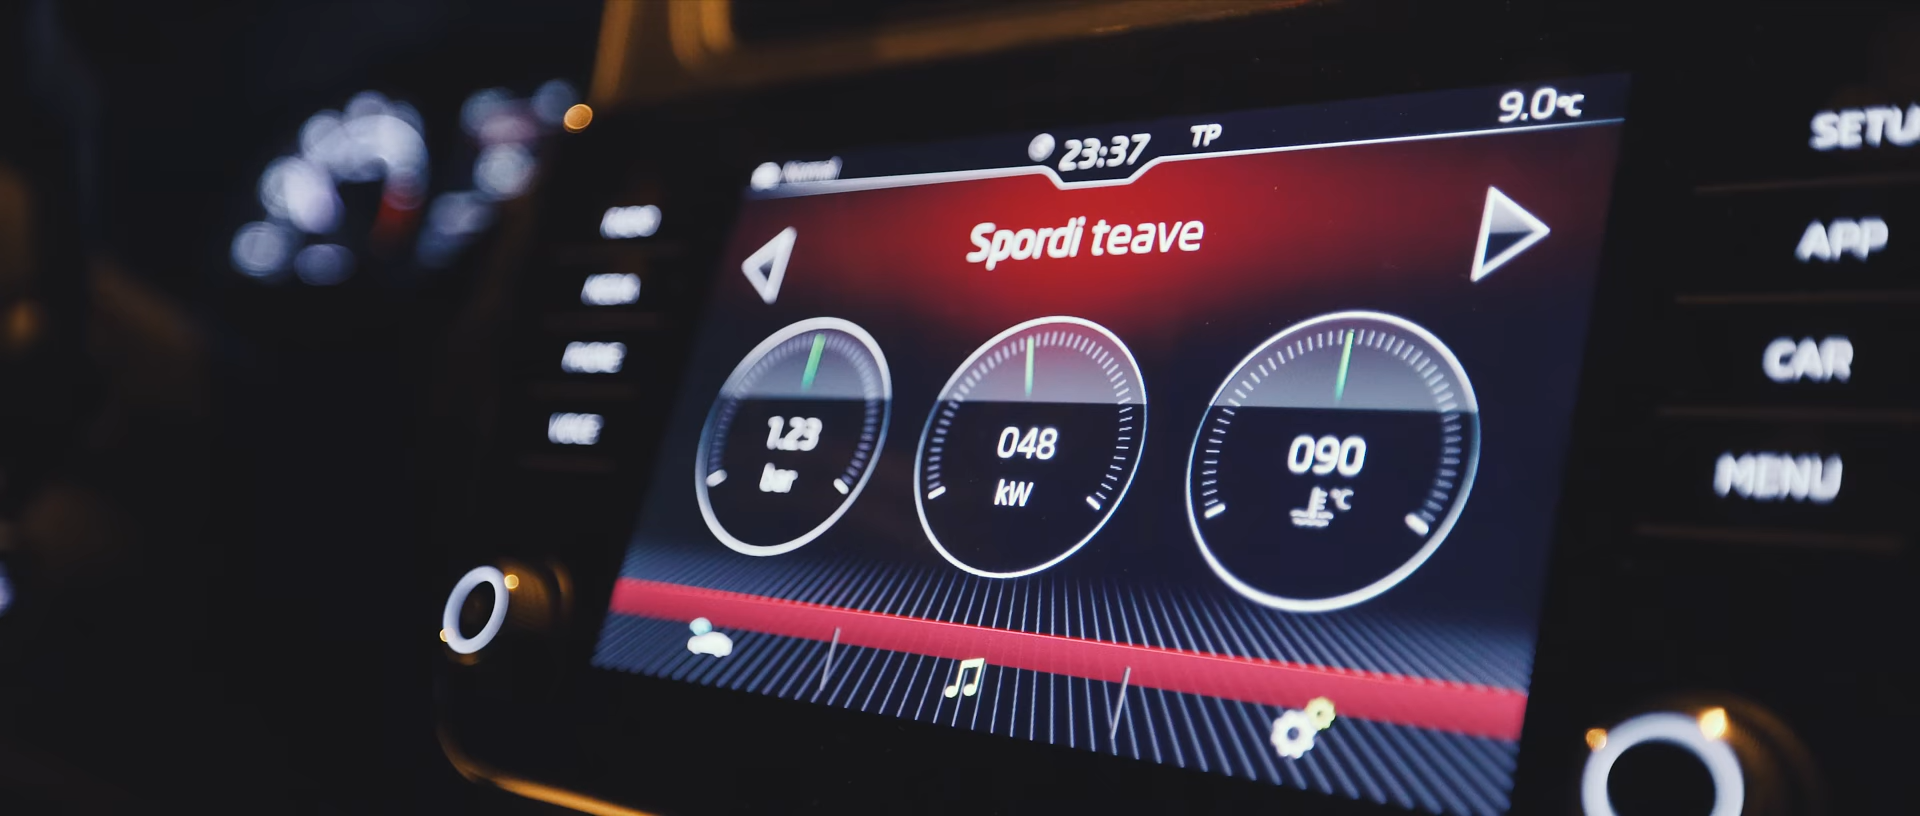 23:37 TP 9.0°C
Spordi teave
1.23
bar
048
kW
090
°C
SETU
APP
CAR
MENU